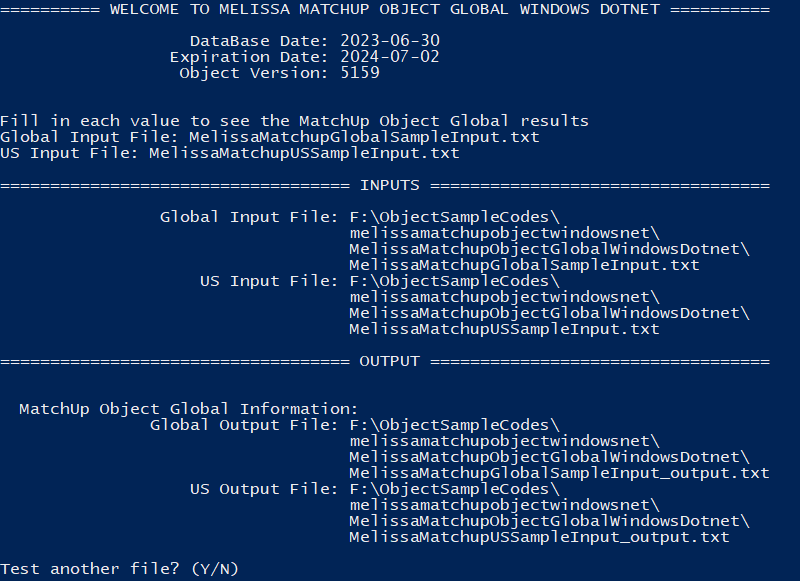 ========== WELCOME TO MELISSA MATCHUP OBJECT GLOBAL WINDOWS DOTNET ==========
DataBase Date: 2023-06-30
Expiration Date: 2024-07-02
Object Version: 5159
Fill in each value to see the MatchUp Object Global results
Global Input File: MelissaMatchupGlobalSampleInput.txt
US Input File: MelissaMatchupUSSampleInput.txt
=================================== INPUTS ==================================
Global Input File: F:\ObjectSampleCodes\
melissamatchupobjectwindowsnet\
MelissaMatchupObjectGlobalWindowsDotnet\
MelissaMatchupGlobalSampleInput.txt
US Input File: F:\ObjectSampleCodes\
melissamatchupobjectwindowsnet\
MelissaMatchupObjectGlobalWindowsDotnet\
MelissaMatchupUSSampleInput.txt
=================================== OUTPUT ==================================
MatchUp Object Global Information:
Global Output File: F:\ObjectSampleCodes\
melissamatchupobjectwindowsnet\
MelissaMatchupObjectGlobalWindowsDotnet\
MelissaMatchupGlobalSampleInput_output.txt
US Output File: F:\ObjectSampleCodes\
melissamatchupobjectwindowsnet\
MelissaMatchupObjectGlobalWindowsDotnet\
MelissaMatchupUSSampleInput_output.txt
Test another file? (Y/N)